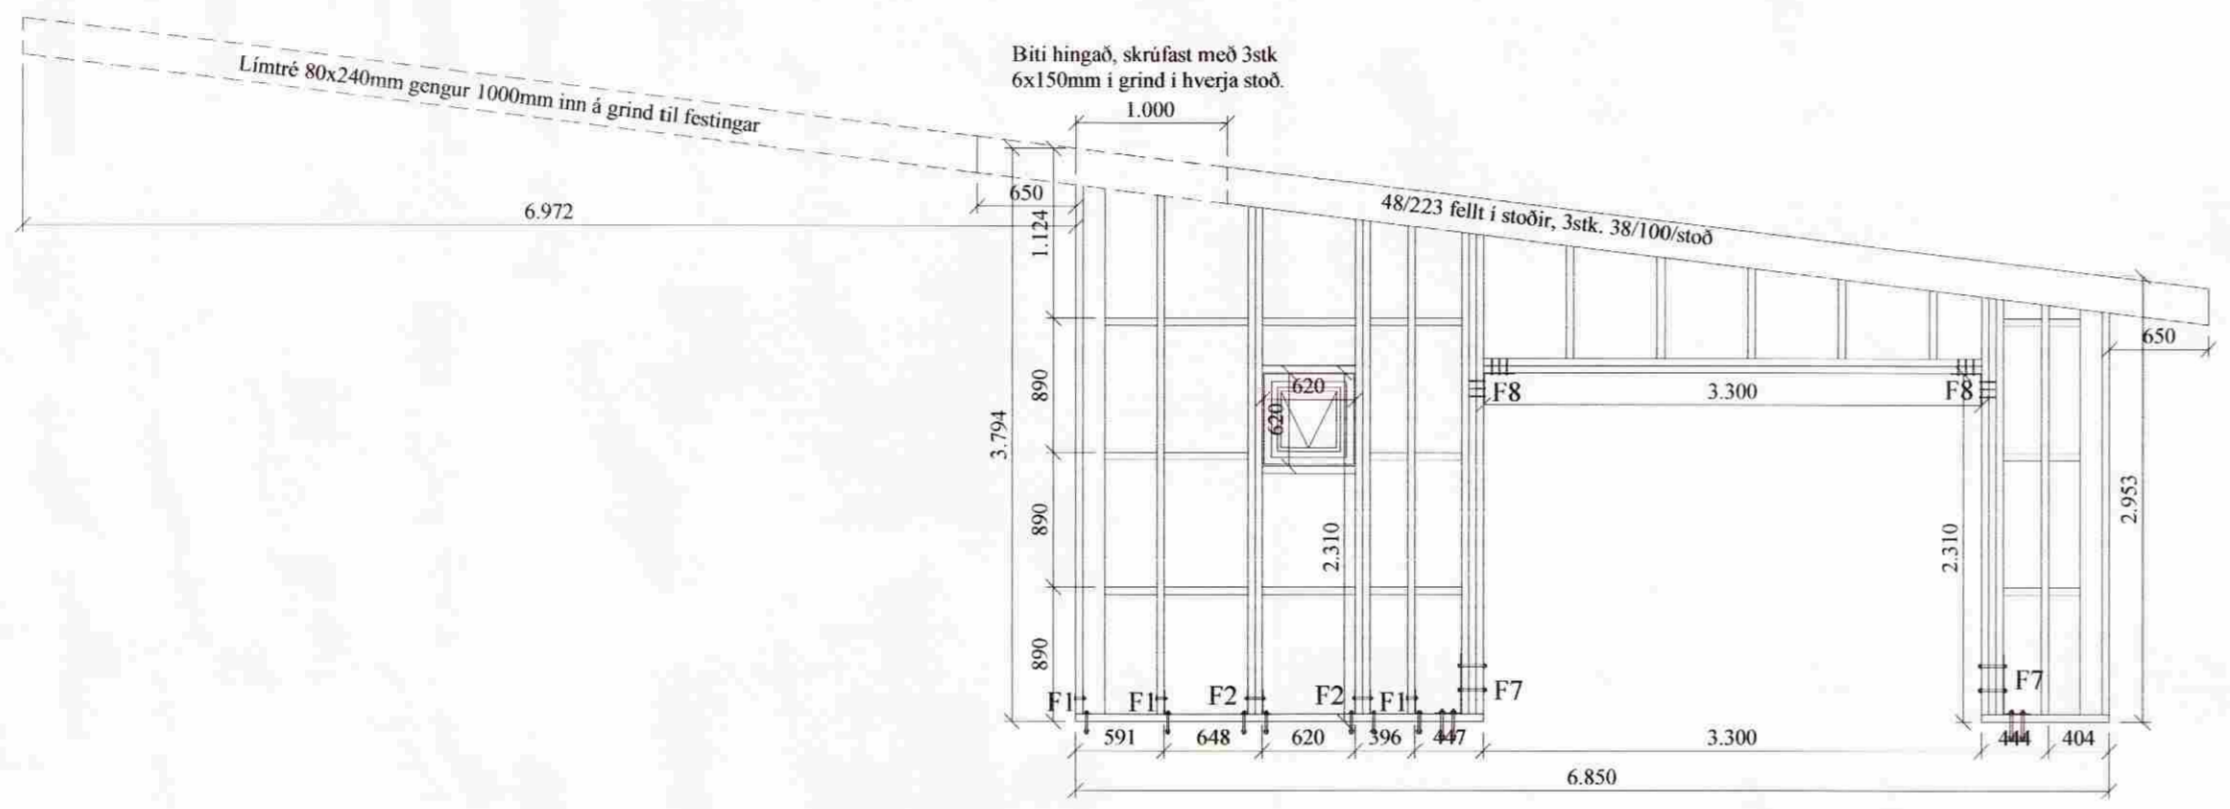 Límtré 80x240mm gengur 1000mm inn á grind til festingar
Biti hingað, skrúfast með 3stk
6x150mm í grind í hverja stoð.
1.000
650
6.972
1.124
48/223 fellt í stoðir, 3stk. 38/100/stoð
650
890
3.794
890
890
620
620
2.310
F8
3.300
F8
2.310
2.953
F1
F1
F2
F2
F1
F7
F7
591
648
620
396
447
3.300
444
404
6.850